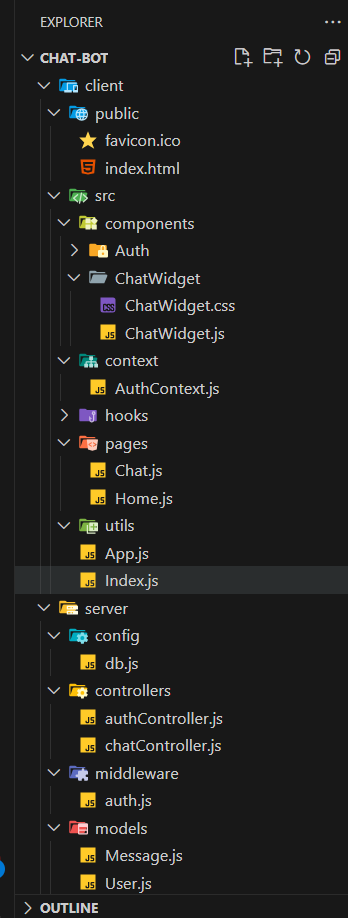 EXPLORER
CHAT-BOT
client
public
favicon.ico
index.html
src
components
Auth
ChatWidget
ChatWidget.css
ChatWidget.js
context
AuthContext.js
hooks
pages
Chat.js
Home.js
utils
App.js
Index.js
server
config
db.js
controllers
authController.js
chatController.js
middleware
auth.js
models
Message.js
User.js
OUTLINE